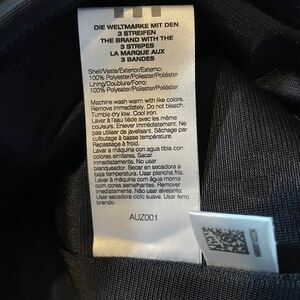 DIE WELTMARKE MIT DEN
3 STREIFEN
THE BRAND WITH THE
3 STRIPES
LA MARQUE AUX
3 BANDES
Shell/Veste/Exterior/Externo:
100% Polyester/Polyester/Poliéster
Lining/Doublure/Forro:
100% Polyester/Polyester/Poliéster
Machine wash warm with like colors.
Remove immediately. Do not bleach.
Tumble dry low. Cool iron.
Laver à l'eau tiède avec les même
couleurs. Enlever immédiatement. Ne
pas utiliser de javelisant. Séchage par
culbutage à basse température.
Repassage à froid.
Lavar a máquina con agua tibia con
colores similares. Remover
inmediatamente. No usar
blanqueador. Secar en secadora a
baja temperatura. Usar plancha fría.
Lavar a máquina com água morna
com cores semelhantes. Remover
imediatamente. Não usar alvejante.
Usar secadora ciclo suave. Usar ferro
brando.
AUZ001